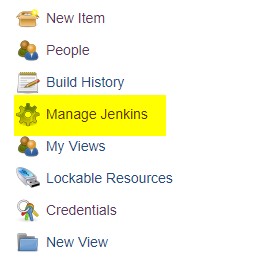 New Item
People
Build History
Manage Jenkins
My Views
Lockable Resources
Credentials
New View